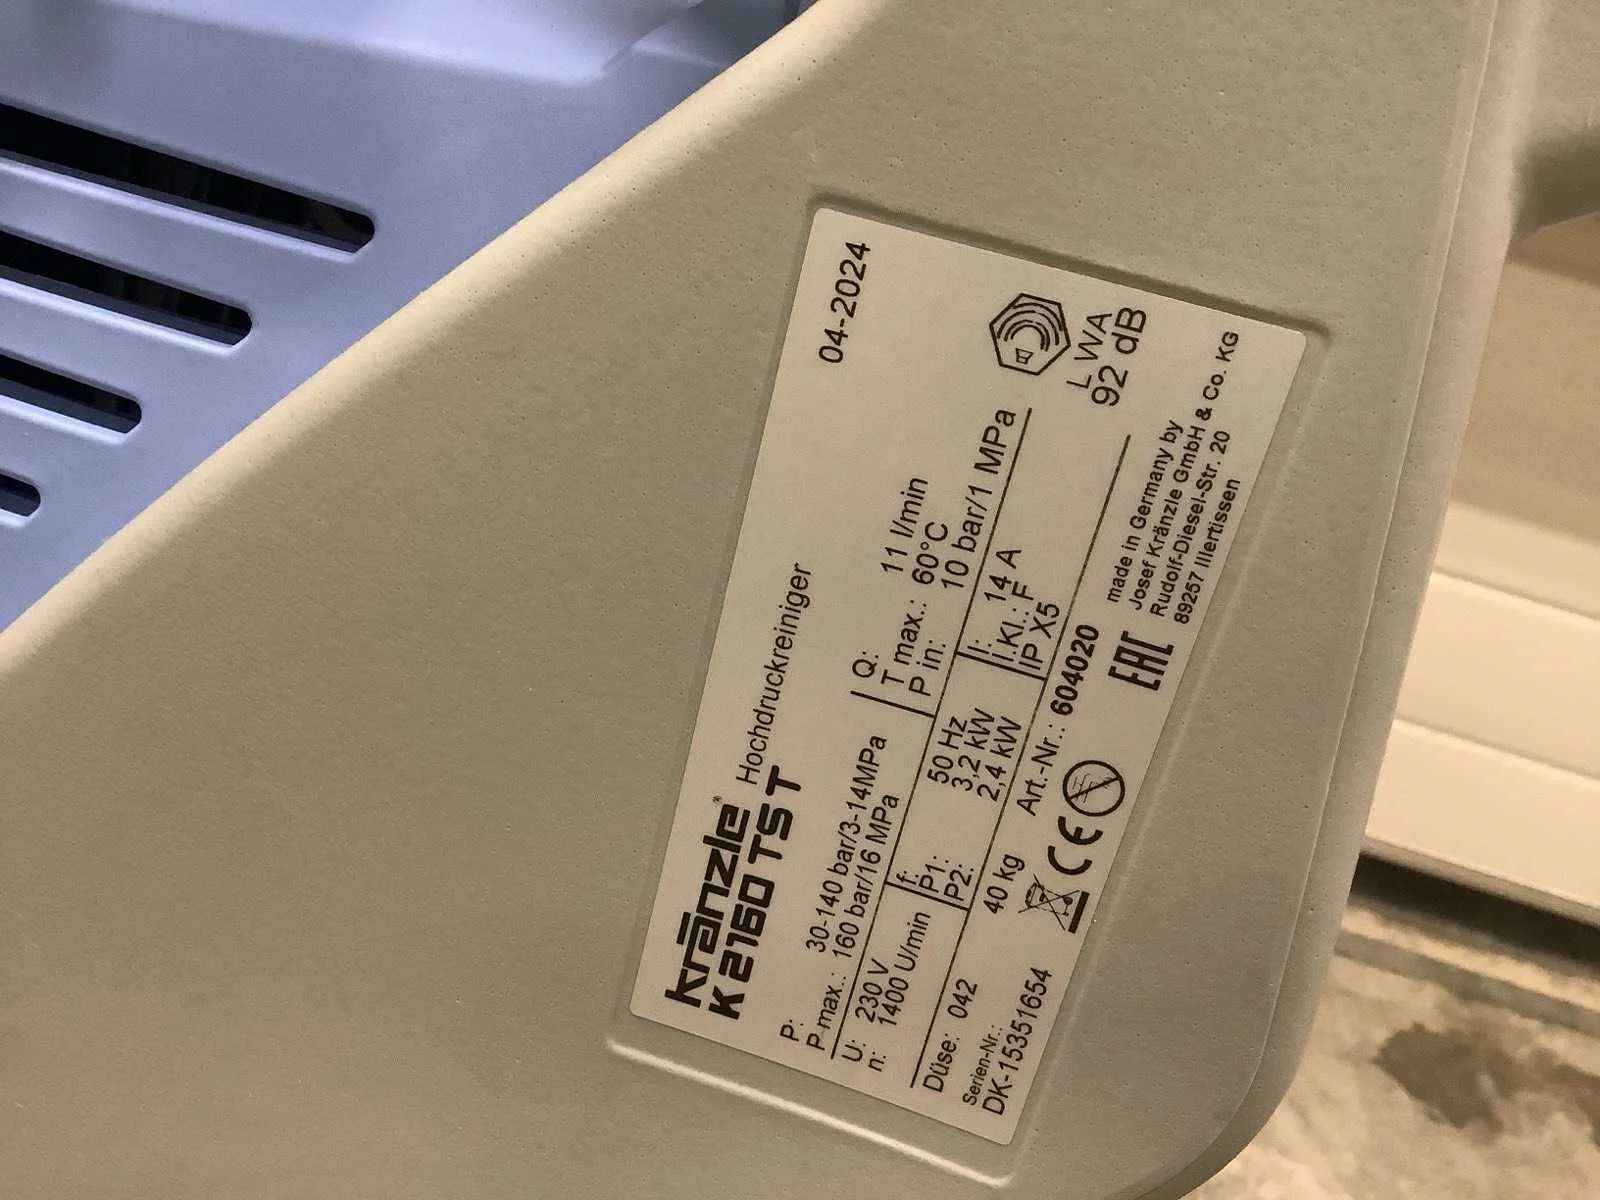 kränzle® Hochdruckreiniger 04-2024
K 2160 TS T
P: 30-140 bar/3-14MPa Q: 11 l/min
P max.: 160 bar/16 MPa T max.: 60°C
P in: 10 bar/1 MPa
U: 230 V f: 50 Hz I: 14 A
n: 1400 U/min P1: 3,2 kW I.Kl.: F
P2: 2,4 kW IP X5
LWA
92 dB
Düse: 042 40 kg Art.-Nr.: 604020
Serien-Nr.:
DK-15351654
CE
EAC
made in Germany by
Josef Kränzle GmbH & Co. KG
Rudolf-Diesel-Str. 20
89257 Illertissen